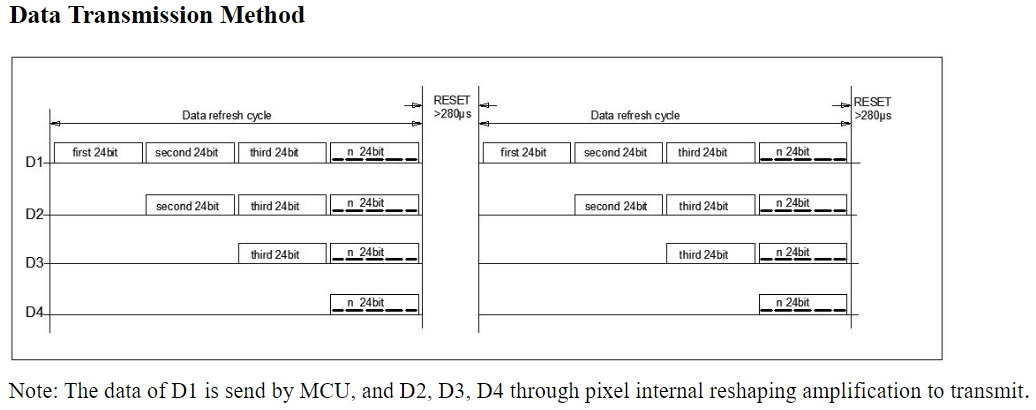 Data Transmission Method
RESET
>280μs
RESET
>280μs
Data refresh cycle
Data refresh cycle
D1 first 24bit second 24bit third 24bit n 24bit first 24bit second 24bit third 24bit n 24bit
D2 second 24bit third 24bit n 24bit second 24bit third 24bit n 24bit
D3 third 24bit n 24bit third 24bit n 24bit
D4 n 24bit n 24bit
Note: The data of D1 is send by MCU, and D2, D3, D4 through pixel internal reshaping amplification to transmit.